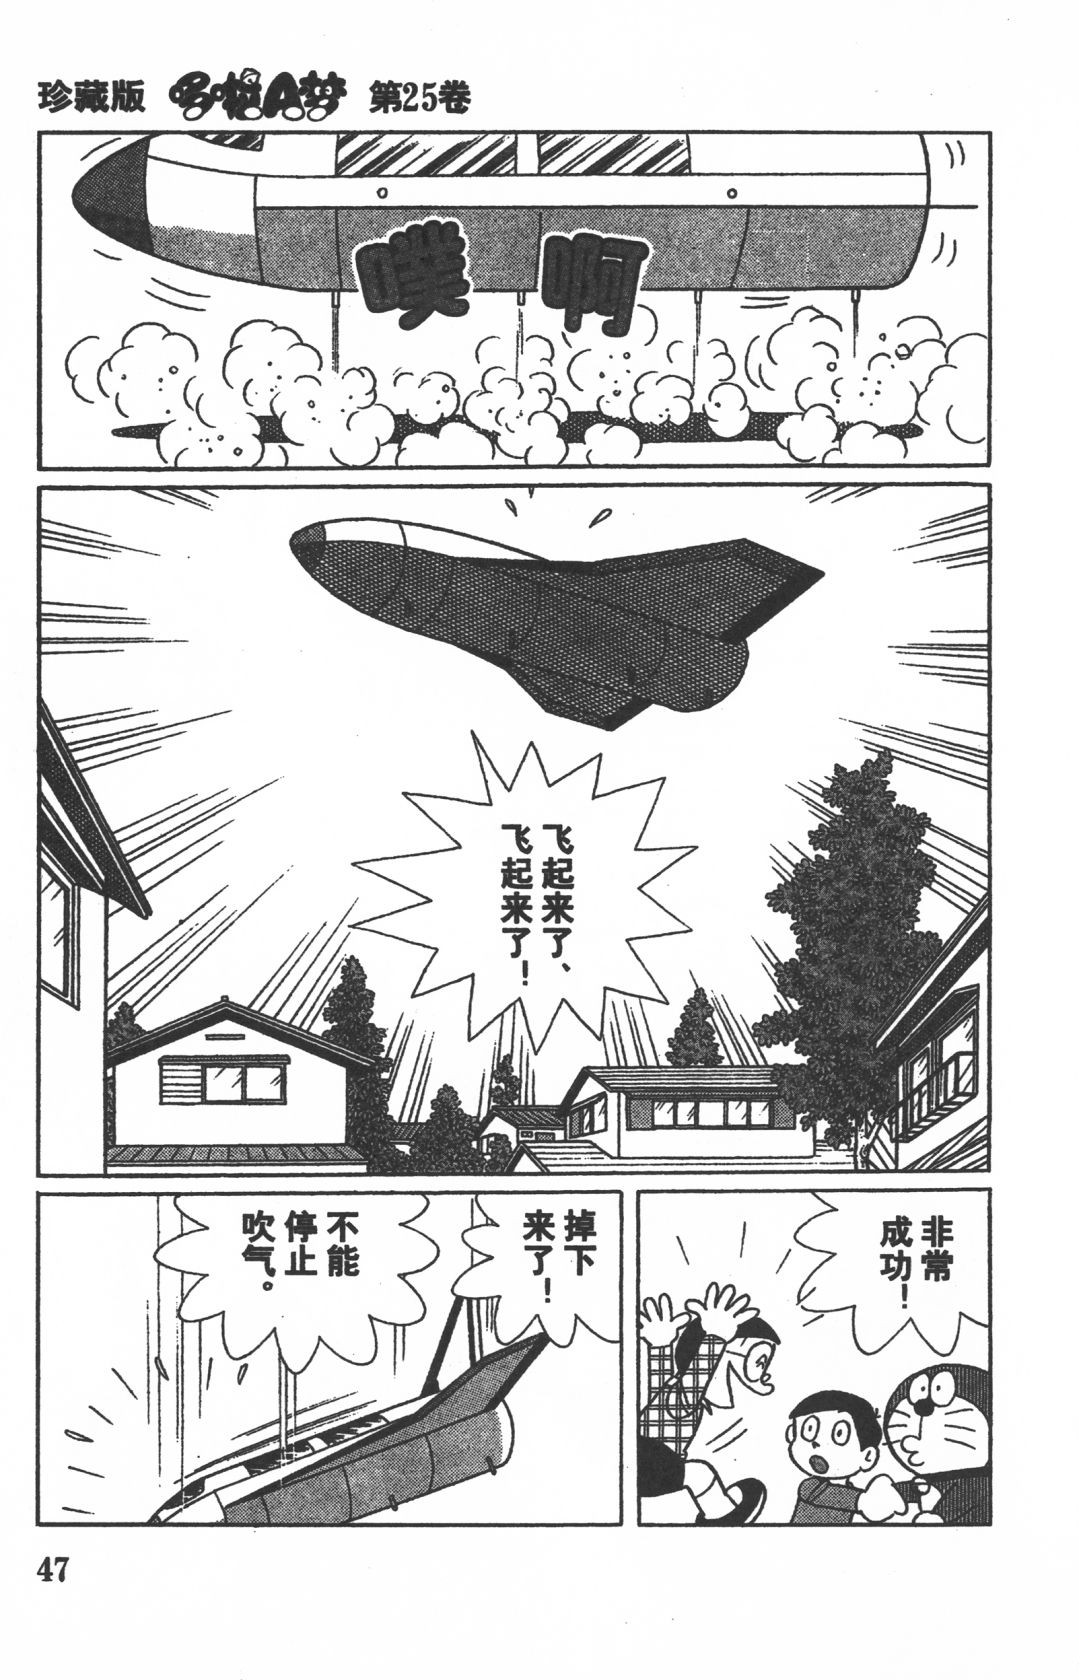 珍藏版 哆啦A梦 第25卷
噗 啊
飞起来了、
飞起来了！
非常
成功！
掉下
来了！
不能
停止
吹气。
47